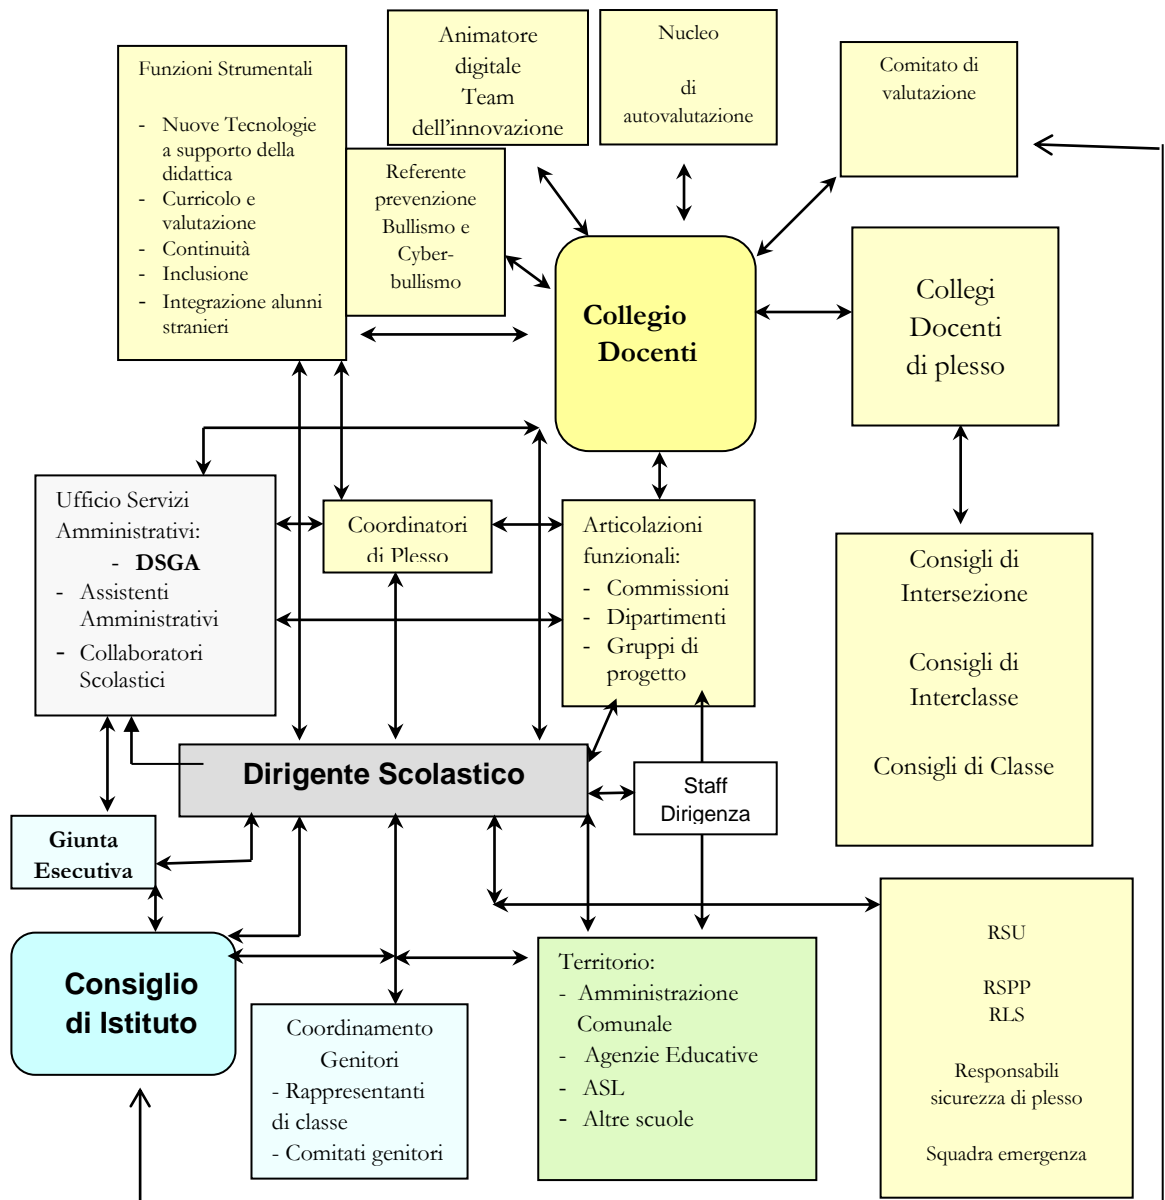 Funzioni Strumentali
- Nuove Tecnologie
a supporto della
didattica
- Curricolo e
valutazione
- Continuità
- Inclusione
- Integrazione alunni
stranieri
Animatore
digitale
Team
dell'innovazione
Nucleo
di
autovalutazione
Comitato di
valutazione
Referente
prevenzione
Bullismo e
Cyber-
bullismo
Collegio
Docenti
Collegi
Docenti
di plesso
Ufficio Servizi
Amministrativi:
- DSGA
- Assistenti
Amministrativi
- Collaboratori
Scolastici
Coordinatori
di Plesso
Articolazioni
funzionali:
- Commissioni
- Dipartimenti
- Gruppi di
progetto
Consigli di
Intersezione
Consigli di
Interclasse
Consigli di Classe
Dirigente Scolastico
Staff
Dirigenza
Giunta
Esecutiva
Consiglio
di Istituto
Coordinamento
Genitori
- Rappresentanti
di classe
- Comitati genitori
Territorio:
- Amministrazione
Comunale
- Agenzie Educative
- ASL
- Altre scuole
RSU
RSPP
RLS
Responsabili
sicurezza di plesso
Squadra emergenza